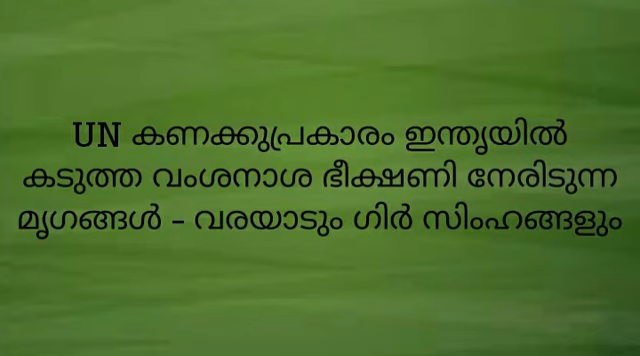 UN കണക്കുപ്രകാരം ഇന്ത്യയിൽ
കടുത്ത വംശനാശ ഭീക്ഷണി നേരിടുന്ന
മൃഗങ്ങൾ - വരയാടും ഗിർ സിംഹങ്ങളും